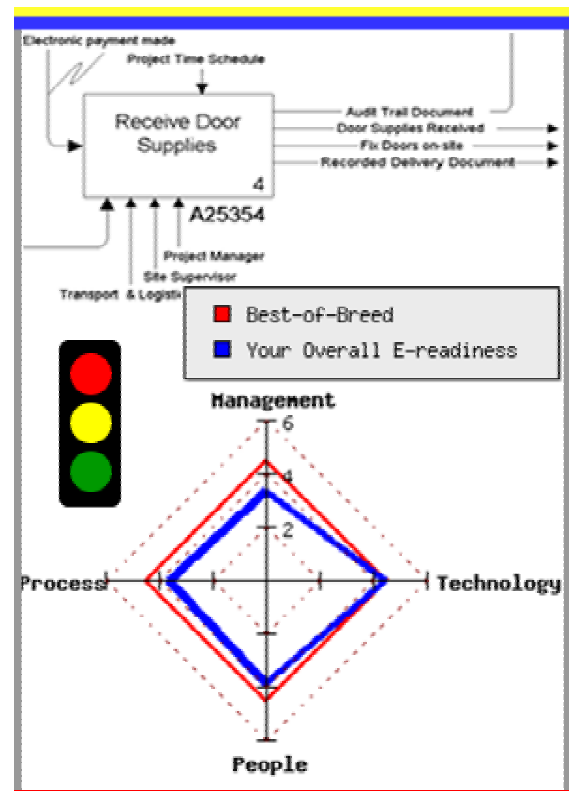 Electronic payment made
Project Time Schedule
Receive Door
Supplies
4
A25354
Audit Trail Document
Door Supplies Received
Fix Doors on-site
Recorded Delivery Document
Project Manager
Site Supervisor
Transport & Logisti
Best-of-Breed
Your Overall E-readiness
Management
6
4
2
Process
Technology
People